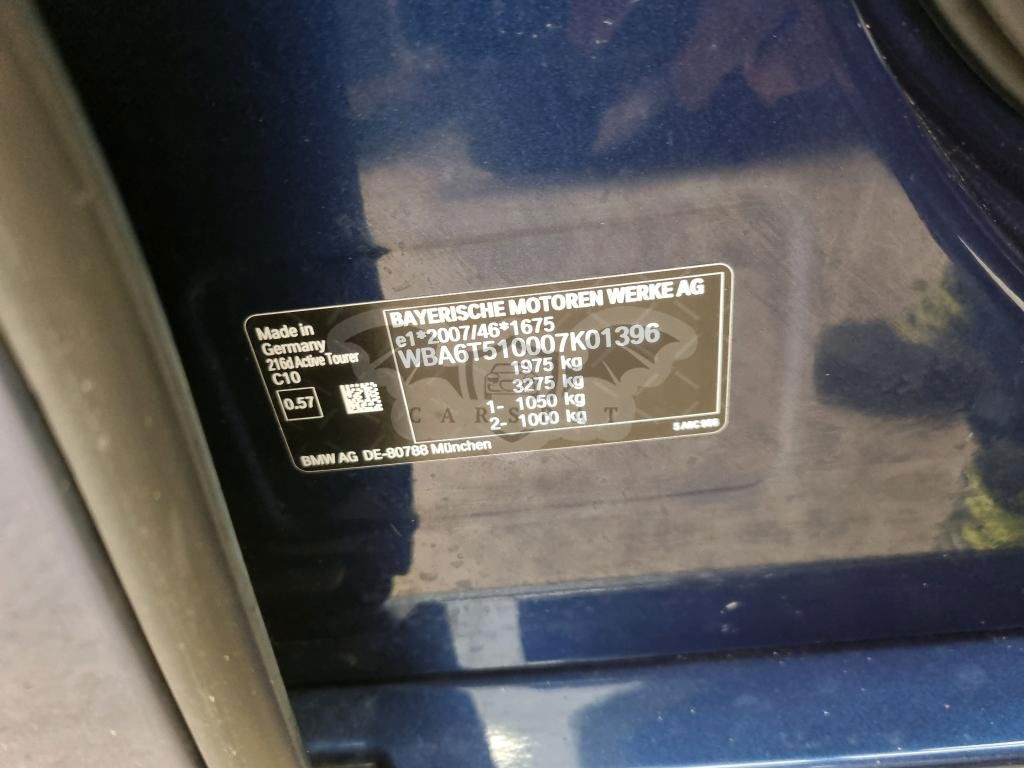 Made in
Germany
216d Active Tourer
C10
0.57
BAYERISCHE MOTOREN WERKE AG
e1*2007/46*1675
WBA6T510007K01396
1975 kg
3275 kg
1- 1050 kg
2- 1000 kg
BMW AG DE-80788 München